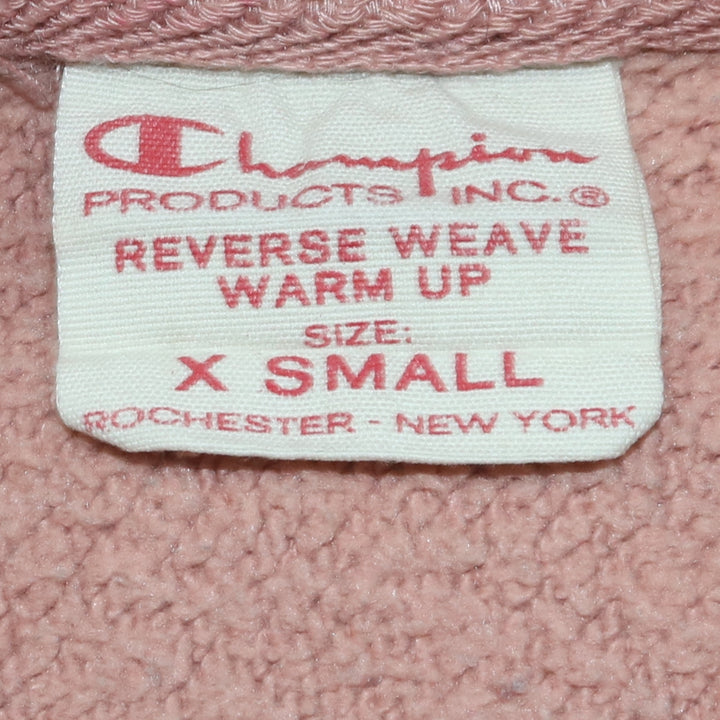 Champion
PRODUCTS INC.®
REVERSE WEAVE
WARM UP
SIZE:
X SMALL
ROCHESTER - NEW YORK